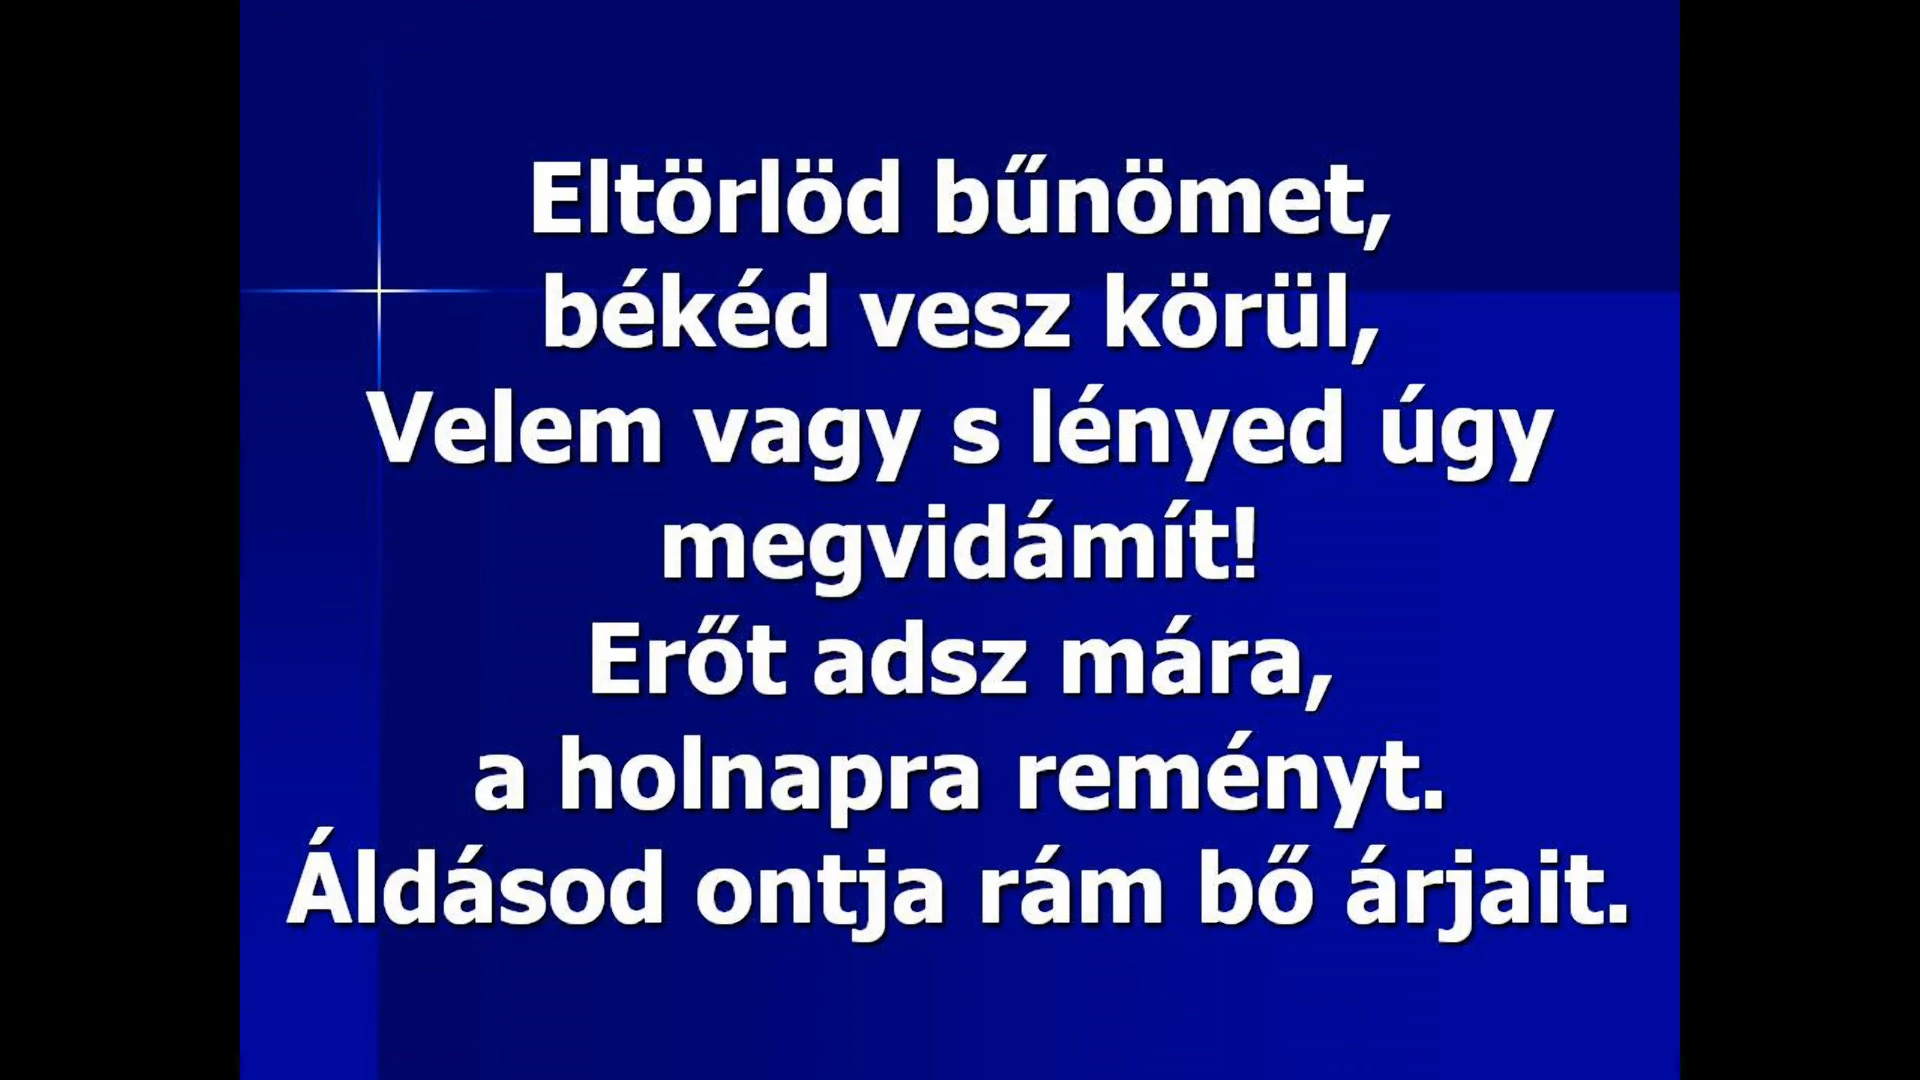 Eltörlöd bűnömet,
békéd vesz körül,
Velem vagy s lényed úgy
megvidámít!
Erőt adsz mára,
a holnapra reményt.
Áldásod ontja rám bő árjait.